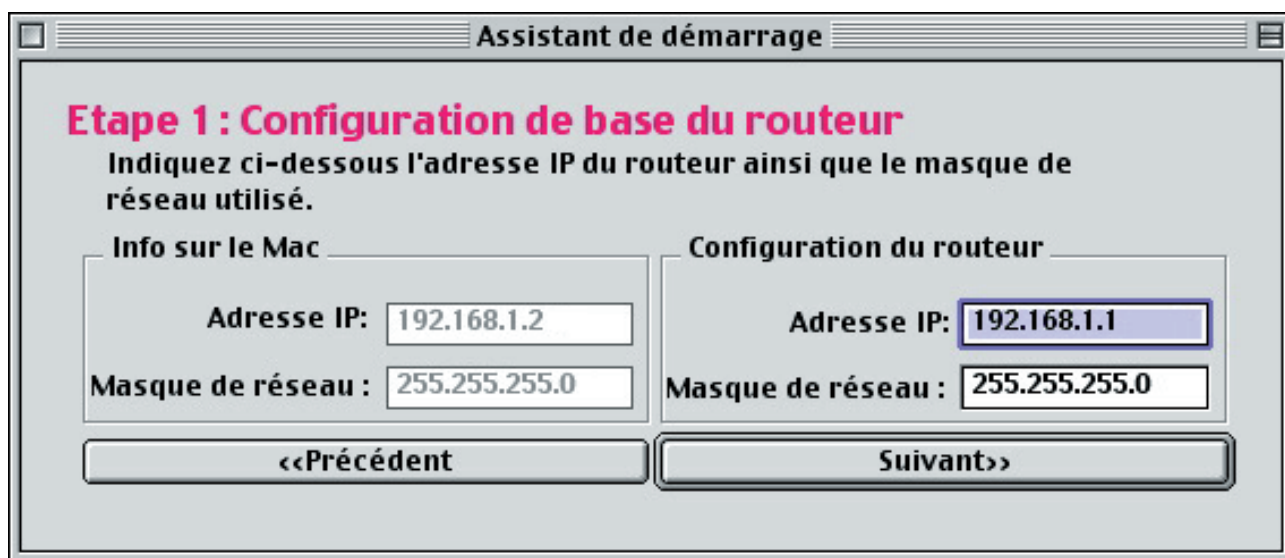 Assistant de démarrage
Etape 1 : Configuration de base du routeur
Indiquez ci-dessous l'adresse IP du routeur ainsi que le masque de
réseau utilisé.
Info sur le Mac
Adresse IP: 192.168.1.2
Masque de réseau : 255.255.255.0
Configuration du routeur
Adresse IP: 192.168.1.1
Masque de réseau : 255.255.255.0
‹‹Précédent
Suivant››